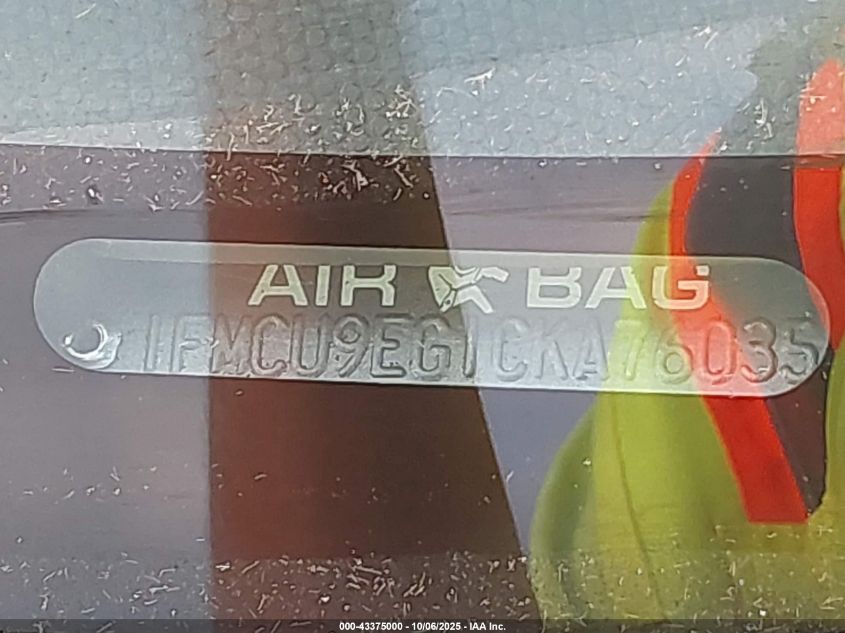 AIR BAG
1FMCU9EG1CKA76035
000-43375000 - 10/06/2025 - IAA Inc.